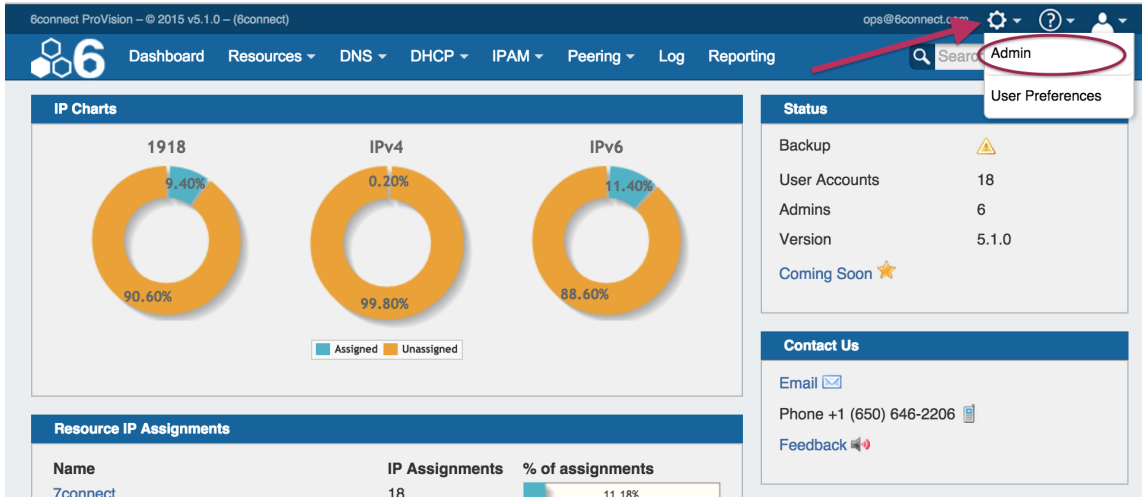 6connect ProVision – © 2015 v5.1.0 – (6connect)
ops@6connect.com
6
Dashboard Resources DNS DHCP IPAM Peering Log Reporting
Admin
User Preferences
IP Charts
1918 IPv4 IPv6
9.40% 0.20% 11.40%
90.60% 99.80% 88.60%
Assigned Unassigned
Status
Backup
User Accounts 18
Admins 6
Version 5.1.0
Coming Soon
Contact Us
Email
Phone +1 (650) 646-2206
Feedback
Resource IP Assignments
Name IP Assignments % of assignments
7connect 18 11.18%